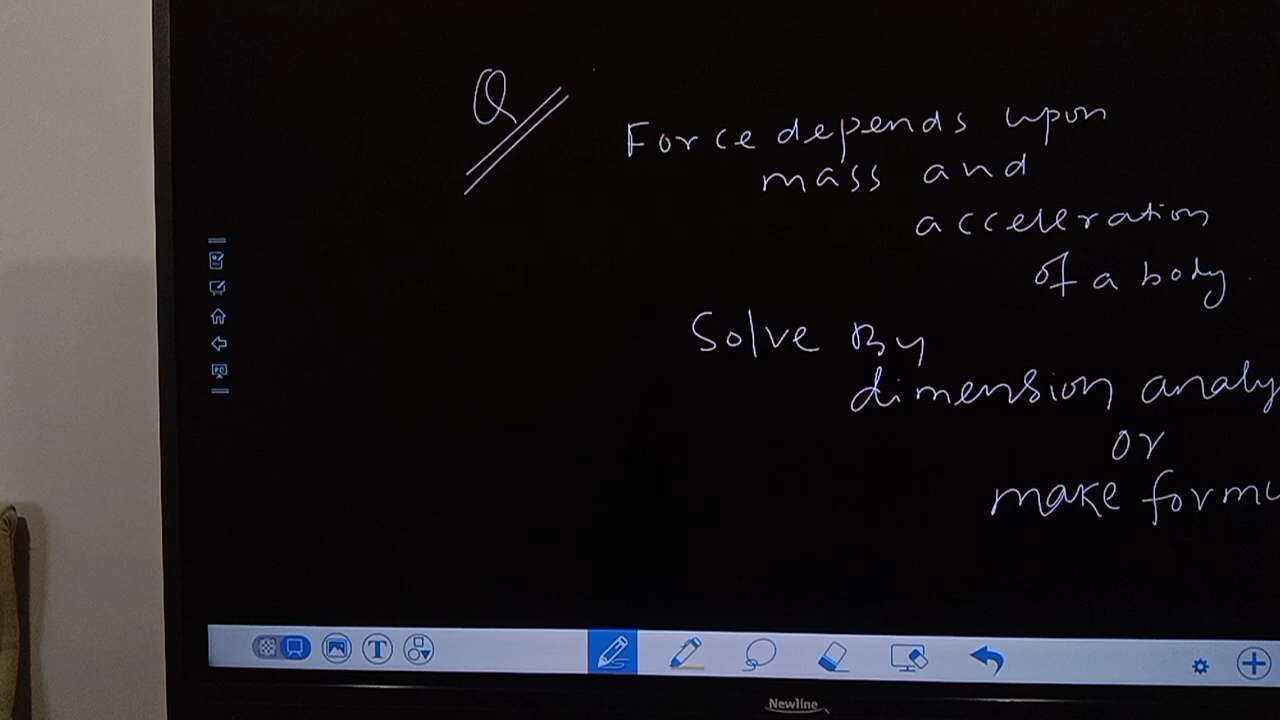 Q
Force depends upon
mass and
acceleration
of a body.
Solve By
dimension analy
or
make formu
T
Newline